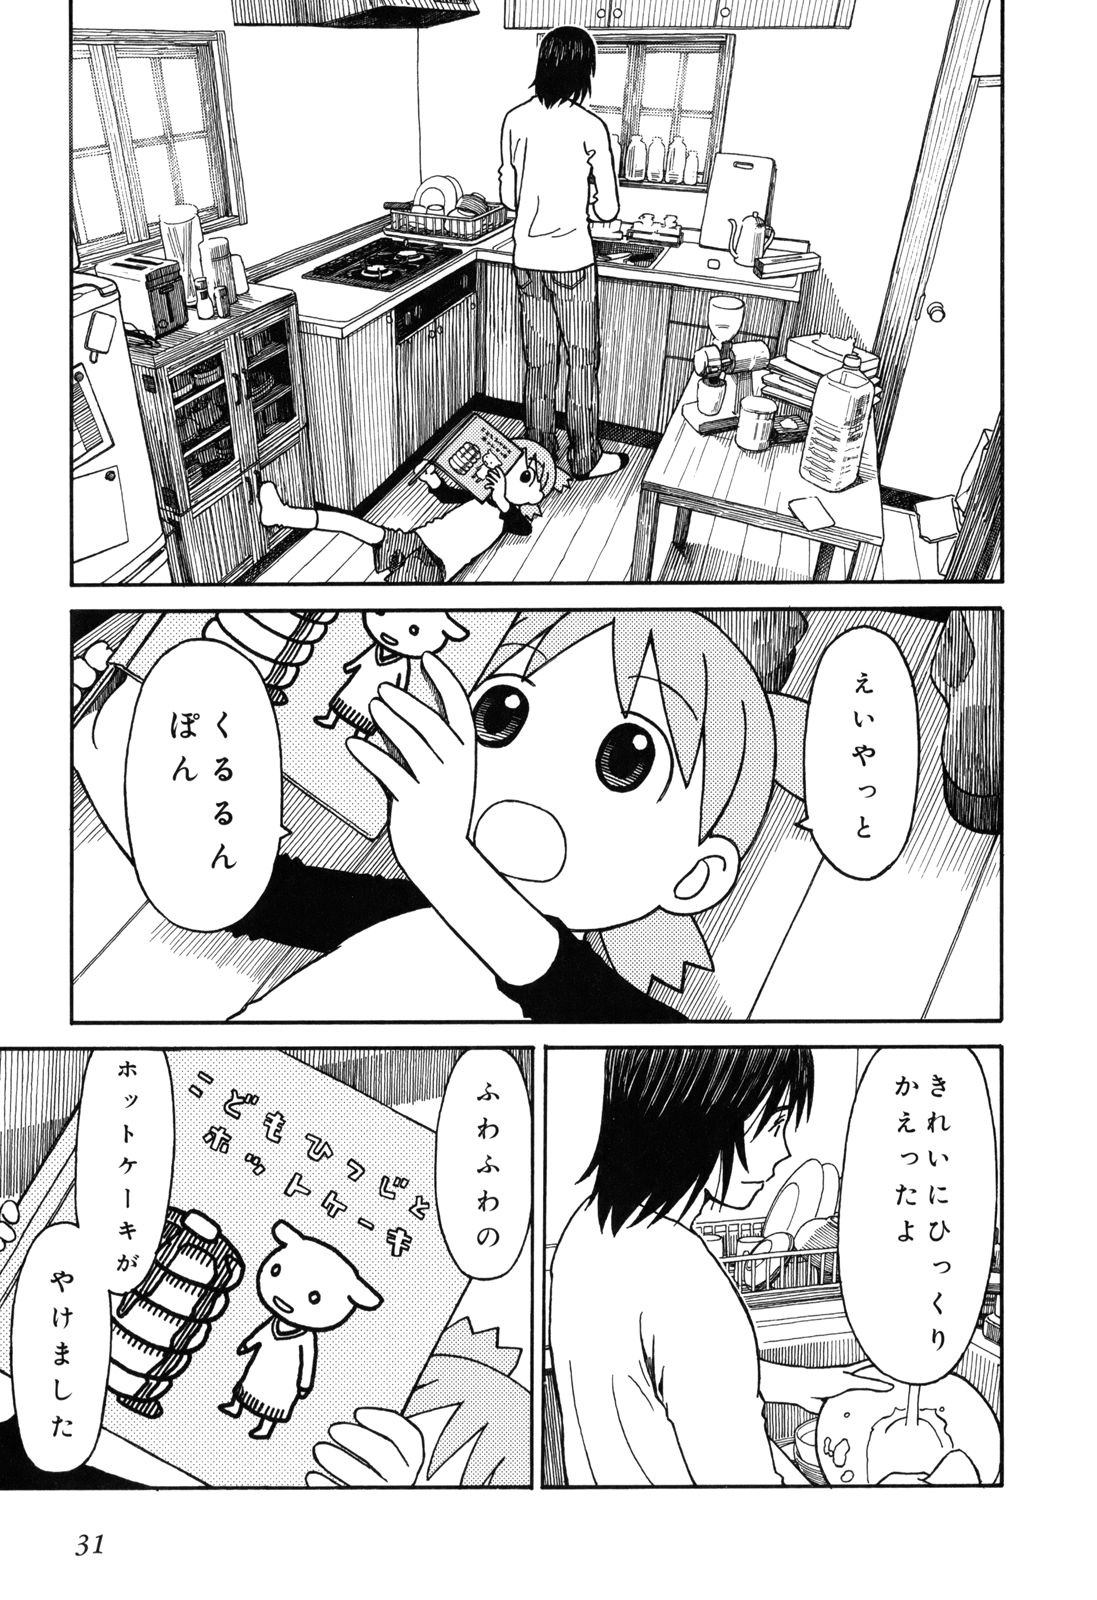 えいやっと
くるるん
ぽん
きれいにひっくり
かえったよ
ふわふわの
こどもひつじと
ホットケーキ
ホットケーキが
やけました
31